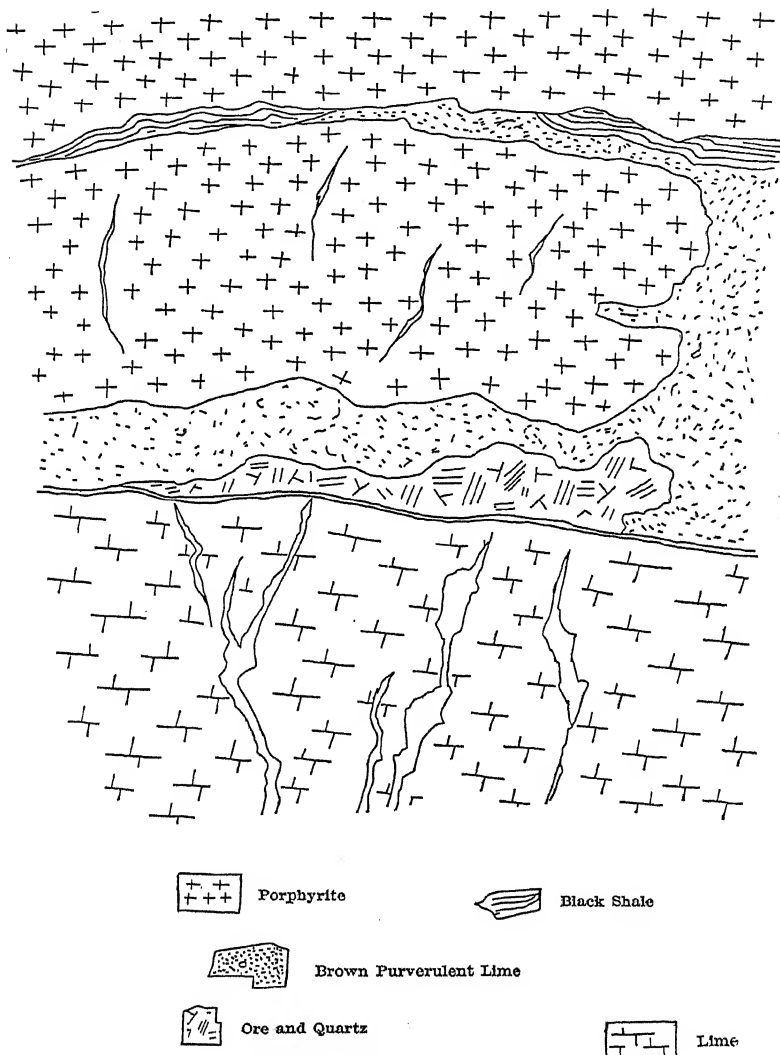 Porphyrite
Black Shale
Brown Purverulent Lime
Ore and Quartz
Lime